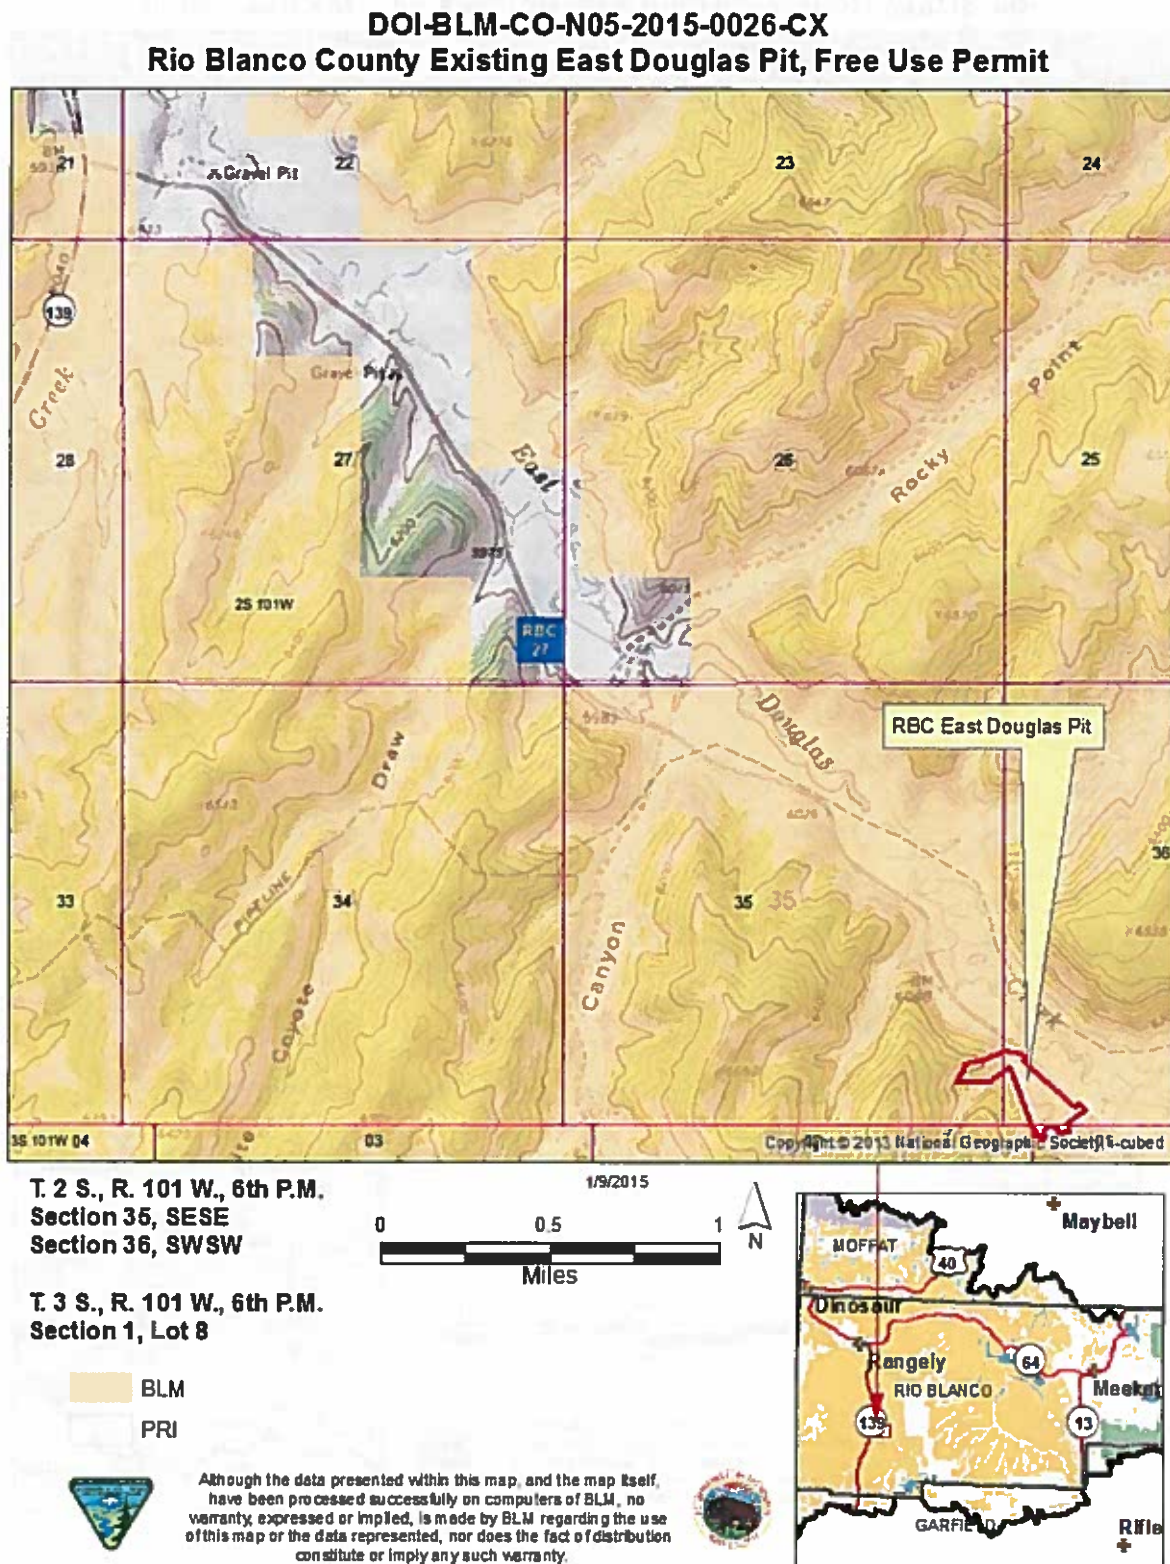 DOI-BLM-CO-N05-2015-0026-CX
Rio Blanco County Existing East Douglas Pit, Free Use Permit
21
Gravel Pit
22
23
24
139
Creek
Point
28
27
East
26
Rocky
25
6200
2S 101W
RBC
27
Douglas
RBC East Douglas Pit
Draw
36
33
PIPELINE
34
35
35
Canyon
Coyote
3S 101W 04
03
Copyright © 2013 National Geographic Society, i-cubed
T. 2 S., R. 101 W., 6th P.M.
Section 35, SESE
Section 36, SWSW
T. 3 S., R. 101 W., 6th P.M.
Section 1, Lot 8
BLM
PRI
1/9/2015
0 0.5 1
Miles
N
Maybell
MOFFAT
40
Dinosaur
Rangely
64
RIO BLANCO
Meeker
139
13
GARFIELD
Rifle
Although the data presented within this map, and the map itself,
have been processed successfully on computers of BLM, no
warranty, expressed or implied, is made by BLM regarding the use
of this map or the data represented, nor does the fact of distribution
constitute or imply any such warranty.